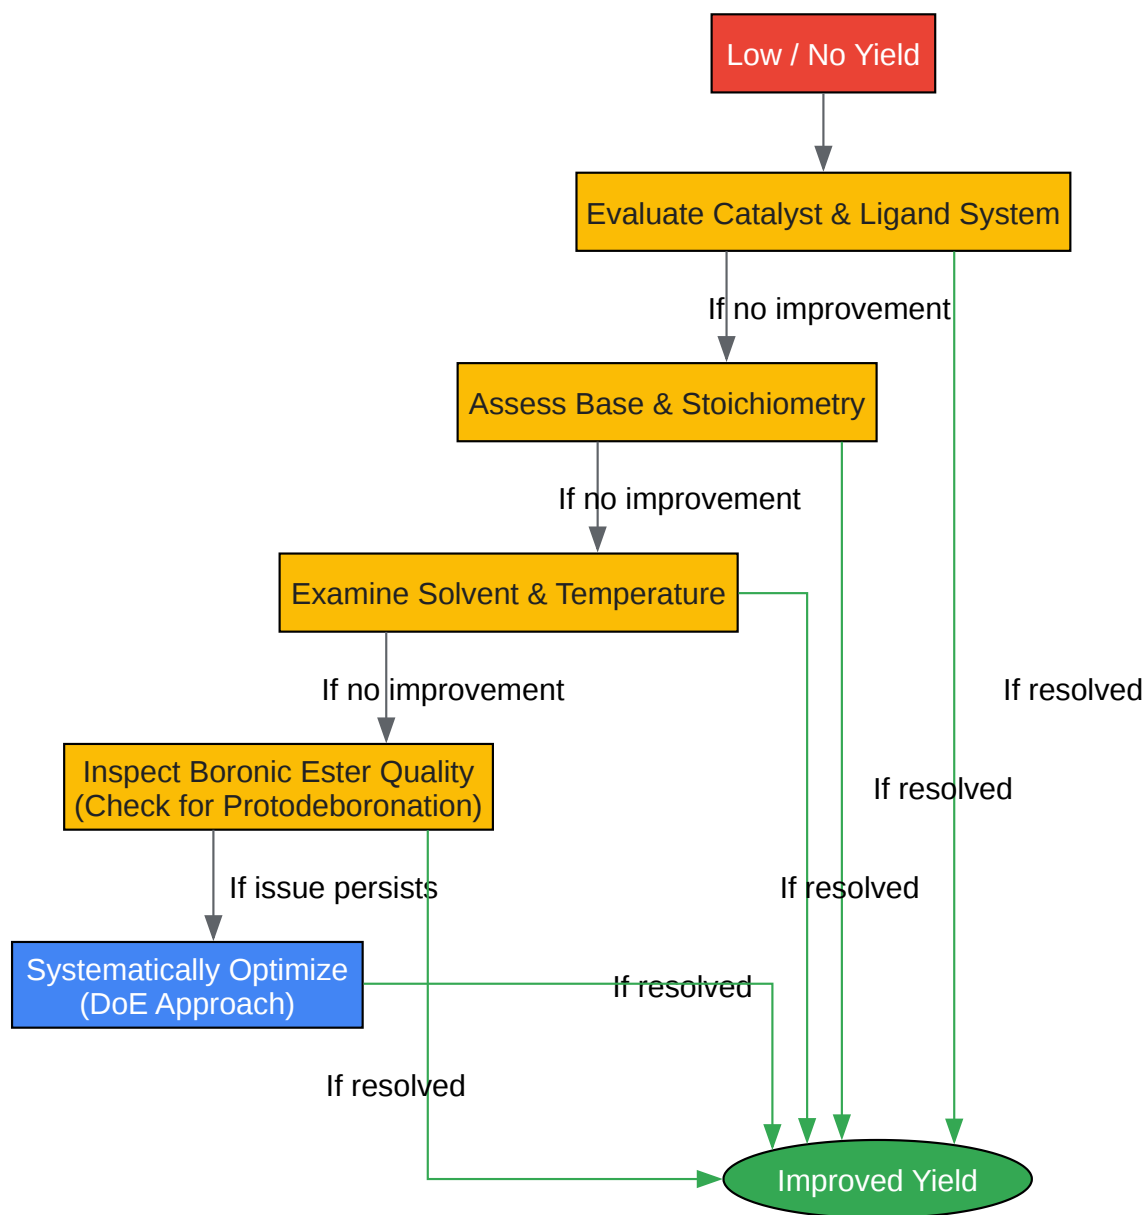 Low / No Yield
Evaluate Catalyst & Ligand System
If no improvement
Assess Base & Stoichiometry
If no improvement
Examine Solvent & Temperature
If no improvement
If resolved
Inspect Boronic Ester Quality
(Check for Protodeboronation)
If resolved
If issue persists
If resolved
Systematically Optimize
(DoE Approach)
If resolved
If resolved
Improved Yield